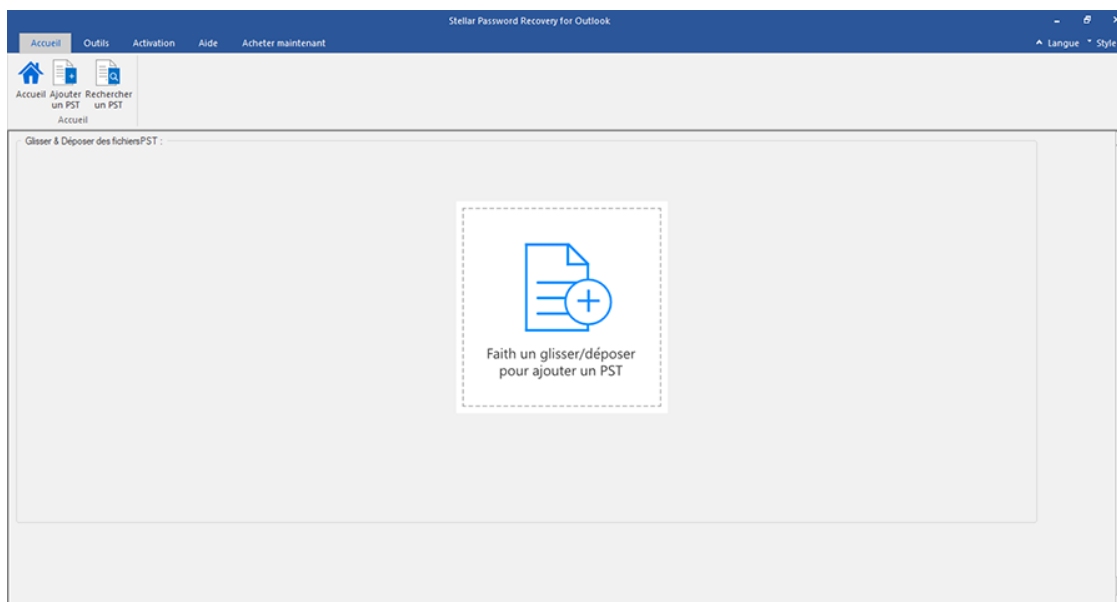 Stellar Password Recovery for Outlook
Accueil Outils Activation Aide Acheter maintenant Langue Style
Accueil Ajouter Rechercher
un PST un PST
Accueil
Glisser & Déposer des fichiersPST :
Faith un glisser/déposer
pour ajouter un PST